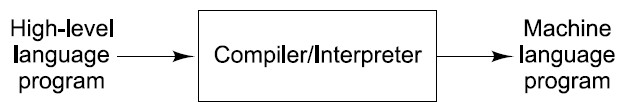 High-level
language
program
Compiler/Interpreter
Machine
language
program